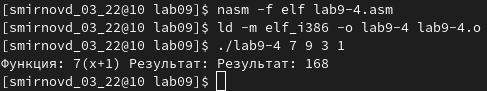 [smirnovd_03_22@10 lab09]$ nasm -f elf lab9-4.asm
[smirnovd_03_22@10 lab09]$ ld -m elf_i386 -o lab9-4 lab9-4.o
[smirnovd_03_22@10 lab09]$ ./lab9-4 7 9 3 1
Функция: 7(x+1) Результат: Результат: 168
[smirnovd_03_22@10 lab09]$